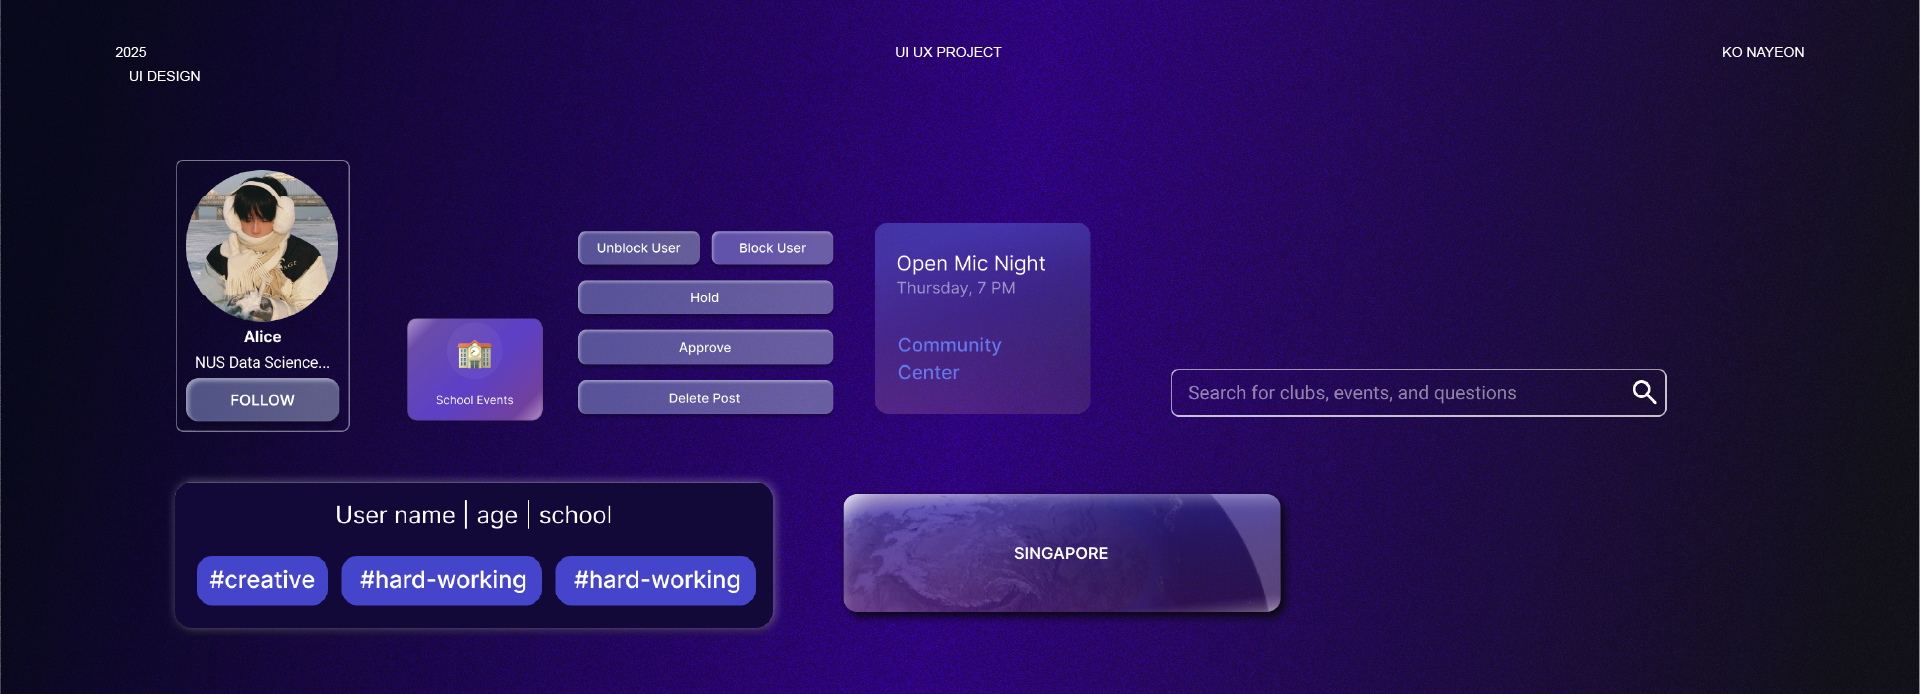 2025
UI DESIGN
UI UX PROJECT
KO NAYEON
Alice
NUS Data Science...
FOLLOW
School Events
Unblock User
Block User
Hold
Approve
Delete Post
Open Mic Night
Thursday, 7 PM
Community
Center
Search for clubs, events, and questions
User name | age | school
#creative
#hard-working
#hard-working
SINGAPORE